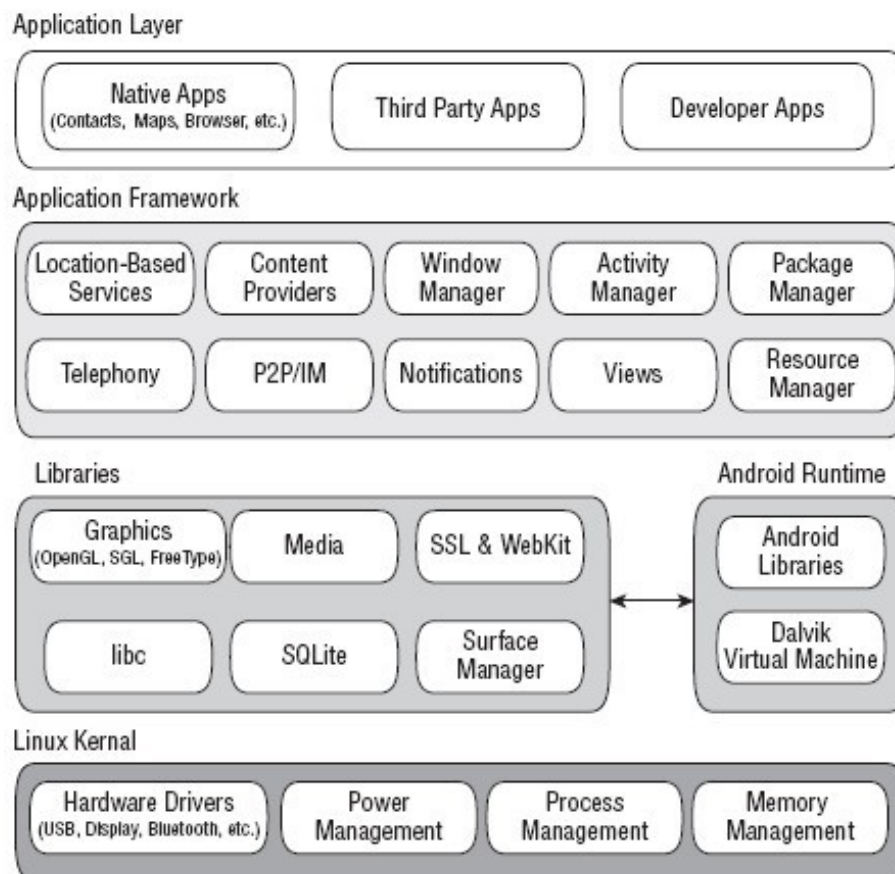 Application Layer
Native Apps
(Contacts, Maps, Browser, etc.)
Third Party Apps
Developer Apps
Application Framework
Location-Based
Services
Content
Providers
Window
Manager
Activity
Manager
Package
Manager
Telephony
P2P/IM
Notifications
Views
Resource
Manager
Libraries
Graphics
(OpenGL, SGL, FreeType)
Media
SSL & WebKit
libc
SQLite
Surface
Manager
Android Runtime
Android
Libraries
Dalvik
Virtual Machine
Linux Kernal
Hardware Drivers
(USB, Display, Bluetooth, etc.)
Power
Management
Process
Management
Memory
Management